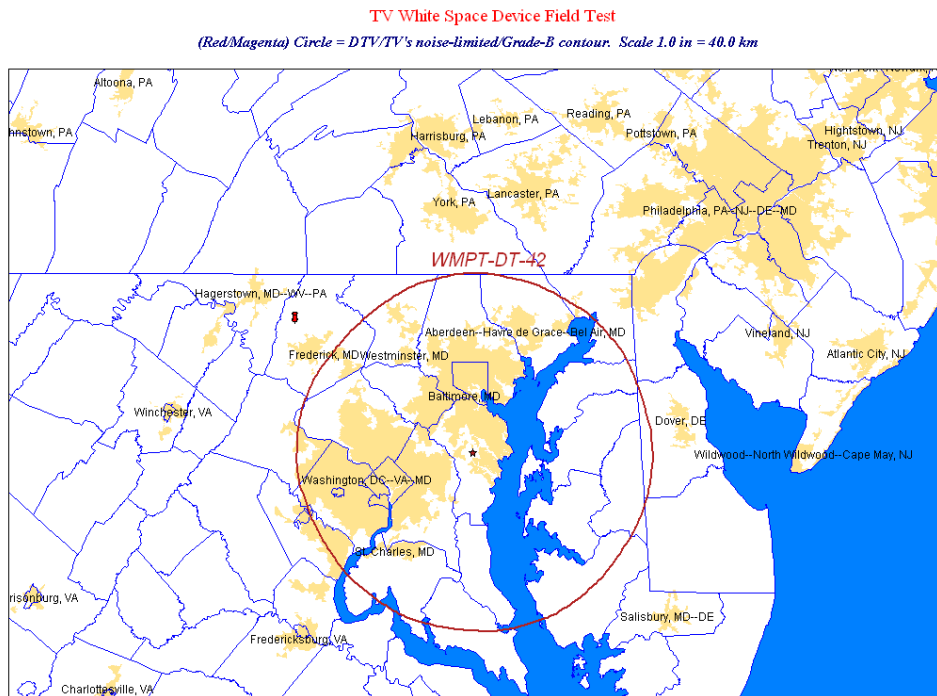 TV White Space Device Field Test
(Red/Magenta) Circle = DTV/TV's noise-limited/Grade-B contour. Scale 1.0 in = 40.0 km
Altoona, PA
hnstown, PA
Harrisburg, PA
Lebanon, PA
Reading, PA
Pottstown, PA
Hightstown, NJ
Trenton, NJ
York, PA
Lancaster, PA
Philadelphia, PA--NJ--DE--MD
WMPT-DT-42
Hagerstown, MD--WV--PA
Aberdeen--Havre de Grace--Bel Air, MD
Frederick, MD
Westminster, MD
Vineland, NJ
Atlantic City, NJ
Baltimore, MD
Winchester, VA
Dover, DE
Wildwood--North Wildwood--Cape May, NJ
Washington, DC--VA--MD
St. Charles, MD
risonburg, VA
Fredericksburg, VA
Salisbury, MD--DE
Charlottesville, VA